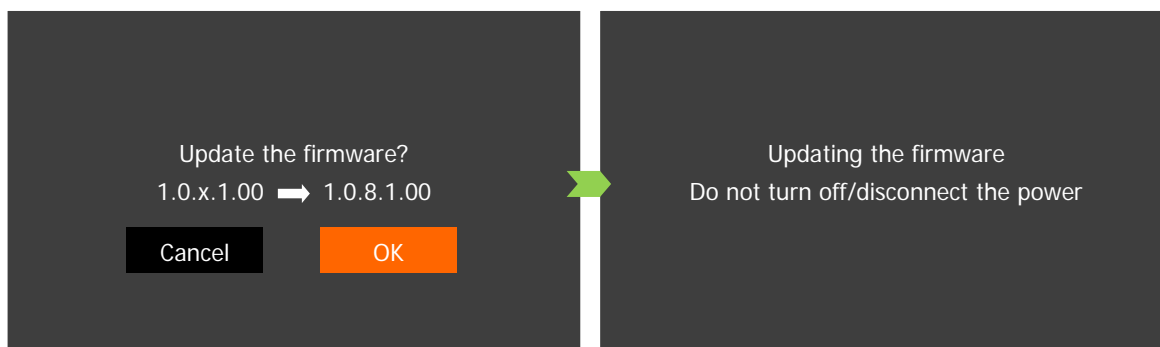 Update the firmware?
1.0.x.1.00 ➡ 1.0.8.1.00
Cancel OK
Updating the firmware
Do not turn off/disconnect the power